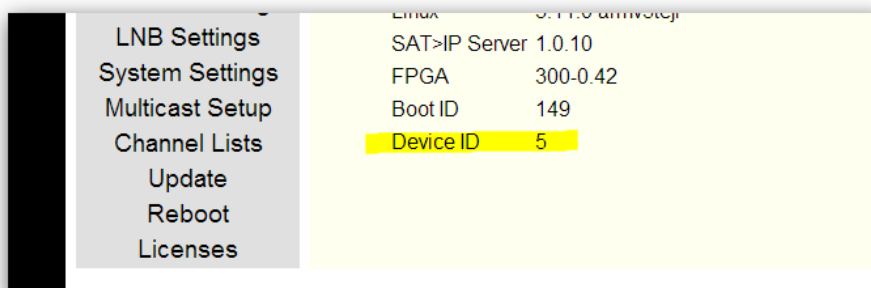 LNB Settings
System Settings
Multicast Setup
Channel Lists
Update
Reboot
Licenses
Linux
SAT>IP Server 1.0.10
FPGA 300-0.42
Boot ID 149
Device ID 5